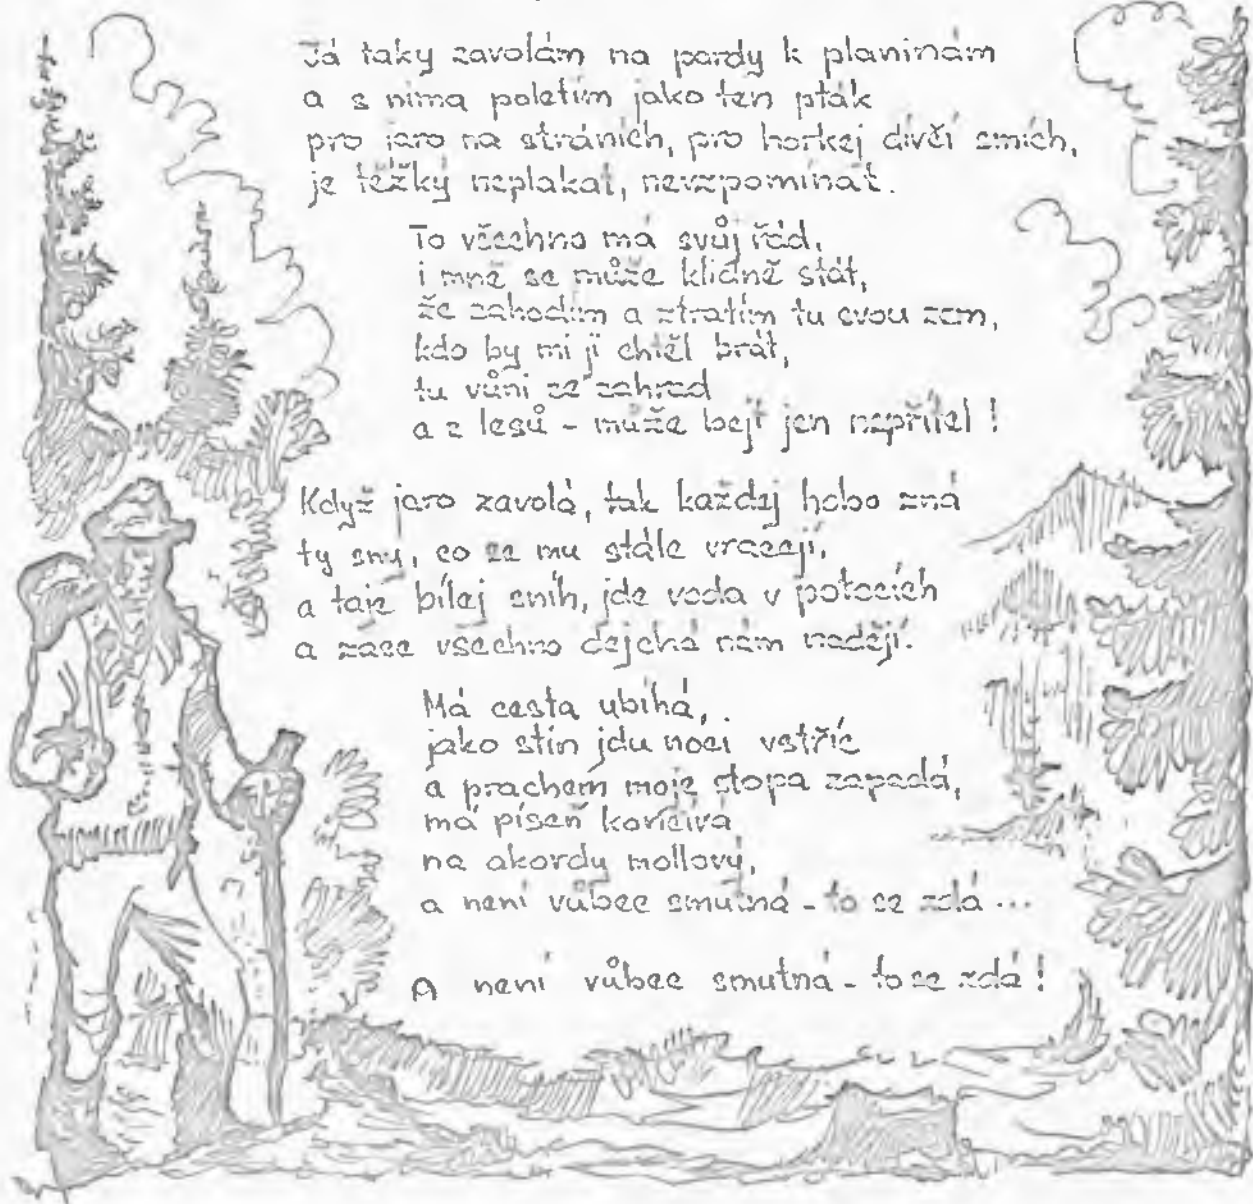 Já taky zavolám na pardy k planinám
a s nima poletím jako ten pták
pro jaro na stráních, pro horkej dívčí smích,
je těžký neplakat, nevzpomínat.
To všechno má svůj řád,
i mně se může klidně stát,
že zahodím a ztratím tu svou zem,
kdo by mi ji chtěl brát,
tu vůni ze zahrad
a z lesů - může bejt jen nepřítel!
Když jaro zavolá, tak každej hobo zná
ty sny, co se mu stále vracejí,
a taje bílej sníh, jde voda v potocích
a zase všechno dejchá nám nadějí.
Má cesta ubíhá,
jako stín jdu noci vstříc
a prachem moje stopa zapadá,
má píseň končívá
na akordy mollový,
a není vůbec smutná - to se zdá...
A není vůbec smutná - to se zdá!